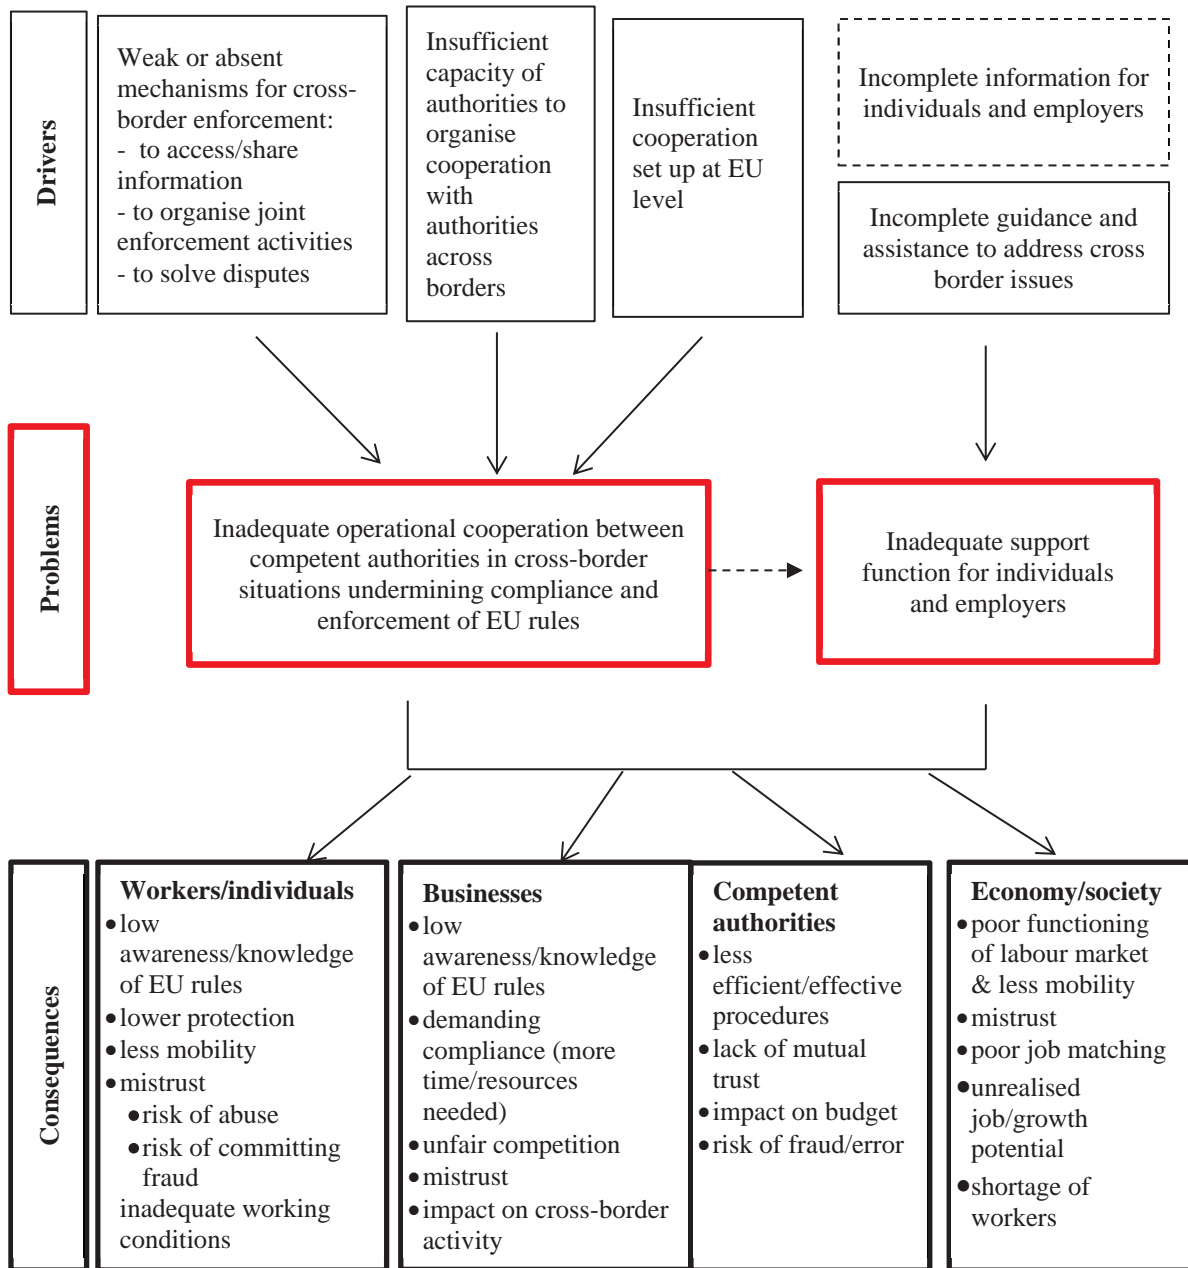 Drivers
Weak or absent
mechanisms for cross-
border enforcement:
- to access/share
information
- to organise joint
enforcement activities
- to solve disputes
Insufficient
capacity of
authorities to
organise
cooperation
with
authorities
across
borders
Insufficient
cooperation
set up at EU
level
Incomplete information for
individuals and employers
Incomplete guidance and
assistance to address cross
border issues
Problems
Inadequate operational cooperation between
competent authorities in cross-border
situations undermining compliance and
enforcement of EU rules
Inadequate support
function for individuals
and employers
Consequences
Workers/individuals
•low
awareness/knowledge
of EU rules
•lower protection
•less mobility
•mistrust
•risk of abuse
•risk of committing
fraud
inadequate working
conditions
Businesses
•low
awareness/knowledge
of EU rules
•demanding
compliance (more
time/resources
needed)
•unfair competition
•mistrust
•impact on cross-border
activity
Competent
authorities
•less
efficient/effective
procedures
•lack of mutual
trust
•impact on budget
•risk of fraud/error
Economy/society
•poor functioning
of labour market
& less mobility
•mistrust
•poor job matching
•unrealised
job/growth
potential
•shortage of
workers